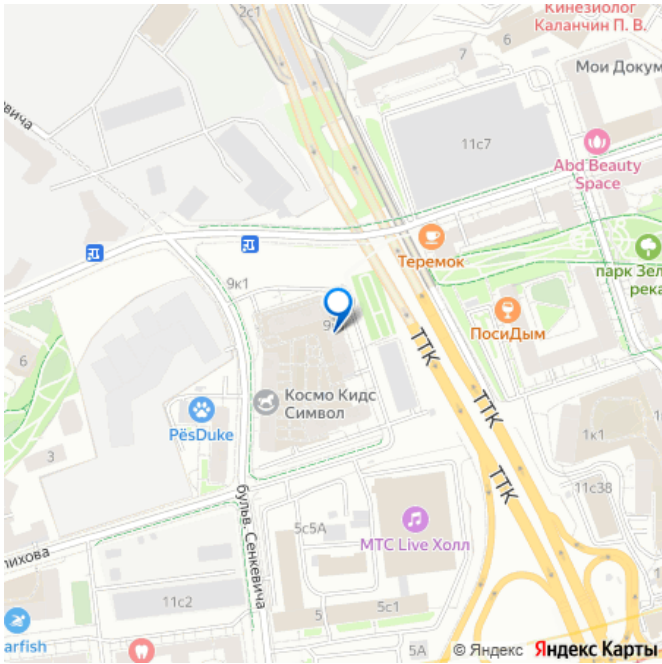 2с1
Кинезиолог
Каланчин П. В.
6
7
Мои Докум
евича
11с7
Abd Beauty
Space
Теремок
парк Зел
река
9к1
9
ПосиДым
ТТК
6
Космо Кидс
Символ
ТТК
PёsDuke
1к1
3
ТТК
11с38
5с5А
МТС Live Холл
лихова
бульв. Сенкевича
11с2
5
5с1
arfish
5А
© Яндекс Яндекс Карты